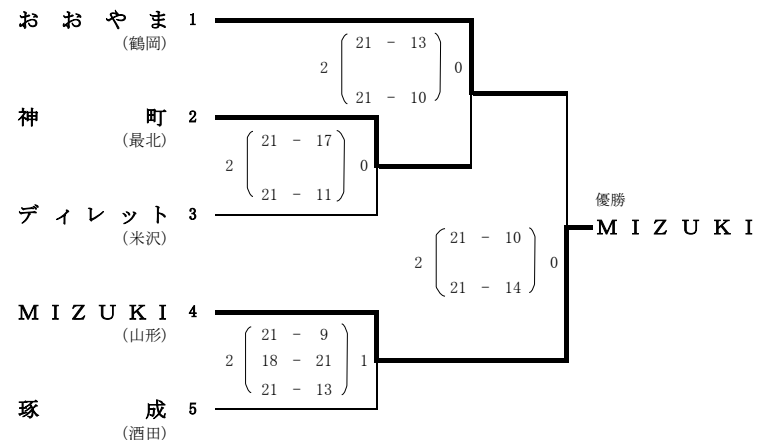 おおやま 1
(鶴岡)
21 － 13
2 0
21 － 10
神町 2
(最北)
21 － 17
2 0
21 － 11
ディレット 3
(米沢)
優勝
ＭＩＺＵＫＩ
21 － 10
2 0
21 － 14
ＭＩＺＵＫＩ 4
(山形)
21 － 9
2 18 － 21 1
21 － 13
琢成 5
(酒田)